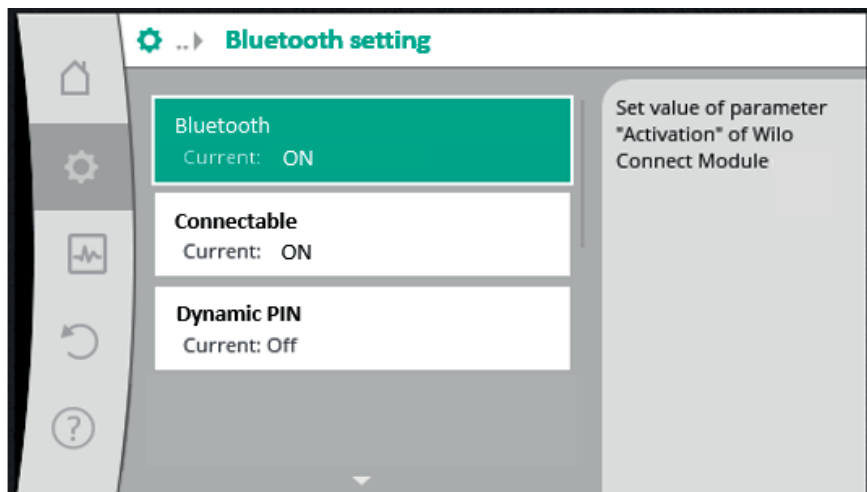 ..
Bluetooth setting
Bluetooth
Current: ON
Connectable
Current: ON
Dynamic PIN
Current: Off
Set value of parameter
"Activation" of Wilo
Connect Module
?